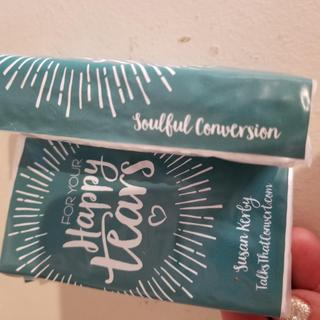 Soulful Conversion
FOR YOUR
Happy
tears
Susan Kerby
TalksThatConvert.com